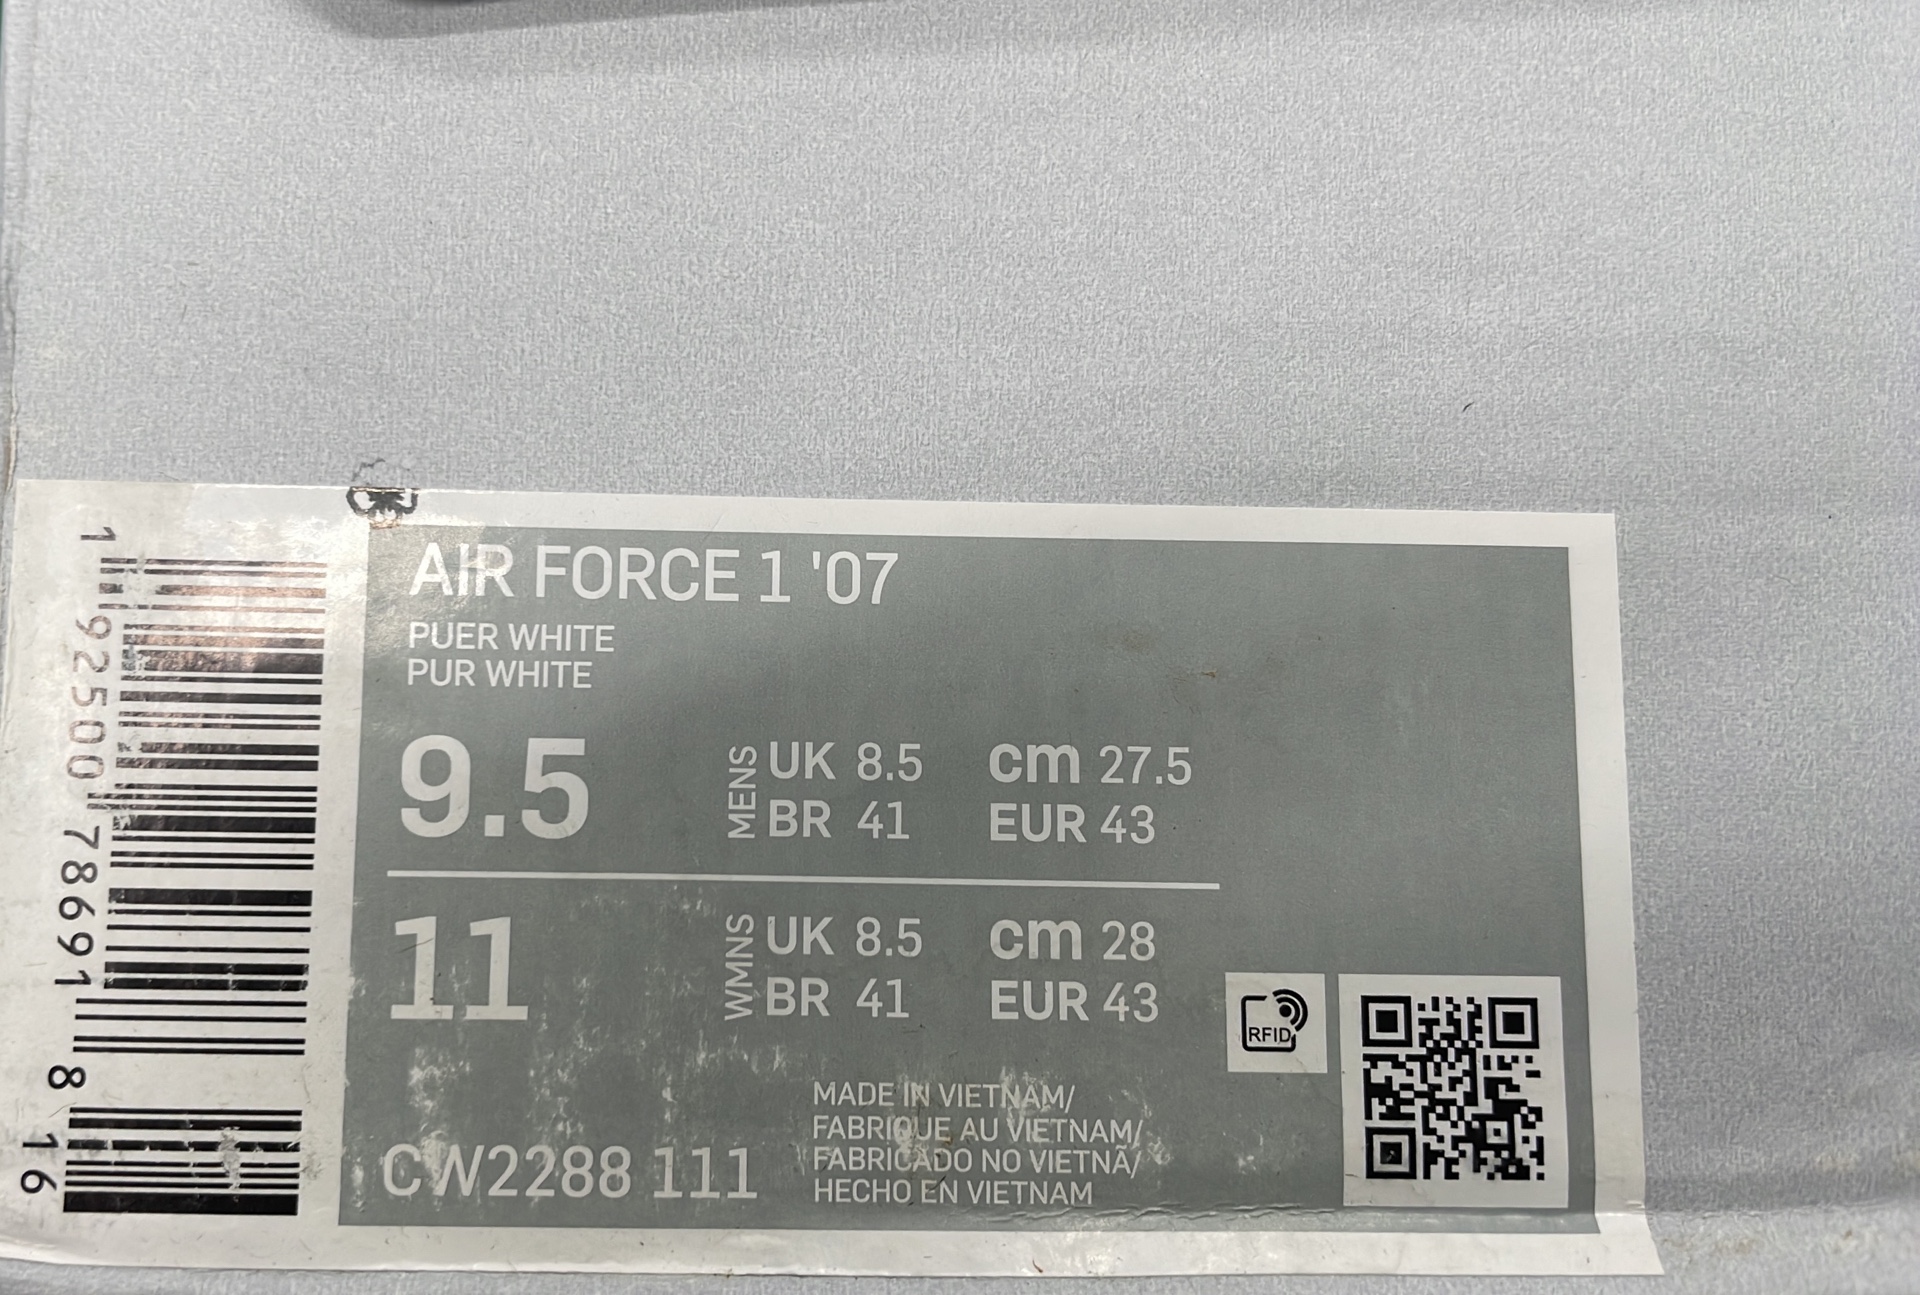 AIR FORCE 1 '07
PUER WHITE
PUR WHITE
9.5
MENS
UK 8.5 cm 27.5
BR 41 EUR 43
11
WMNS
UK 8.5 cm 28
BR 41 EUR 43
RFID
CW2288 111
MADE IN VIETNAM/
FABRIQUE AU VIETNAM/
FABRICADO NO VIETNÃ/
HECHO EN VIETNAM
1 92500 78691 8 16